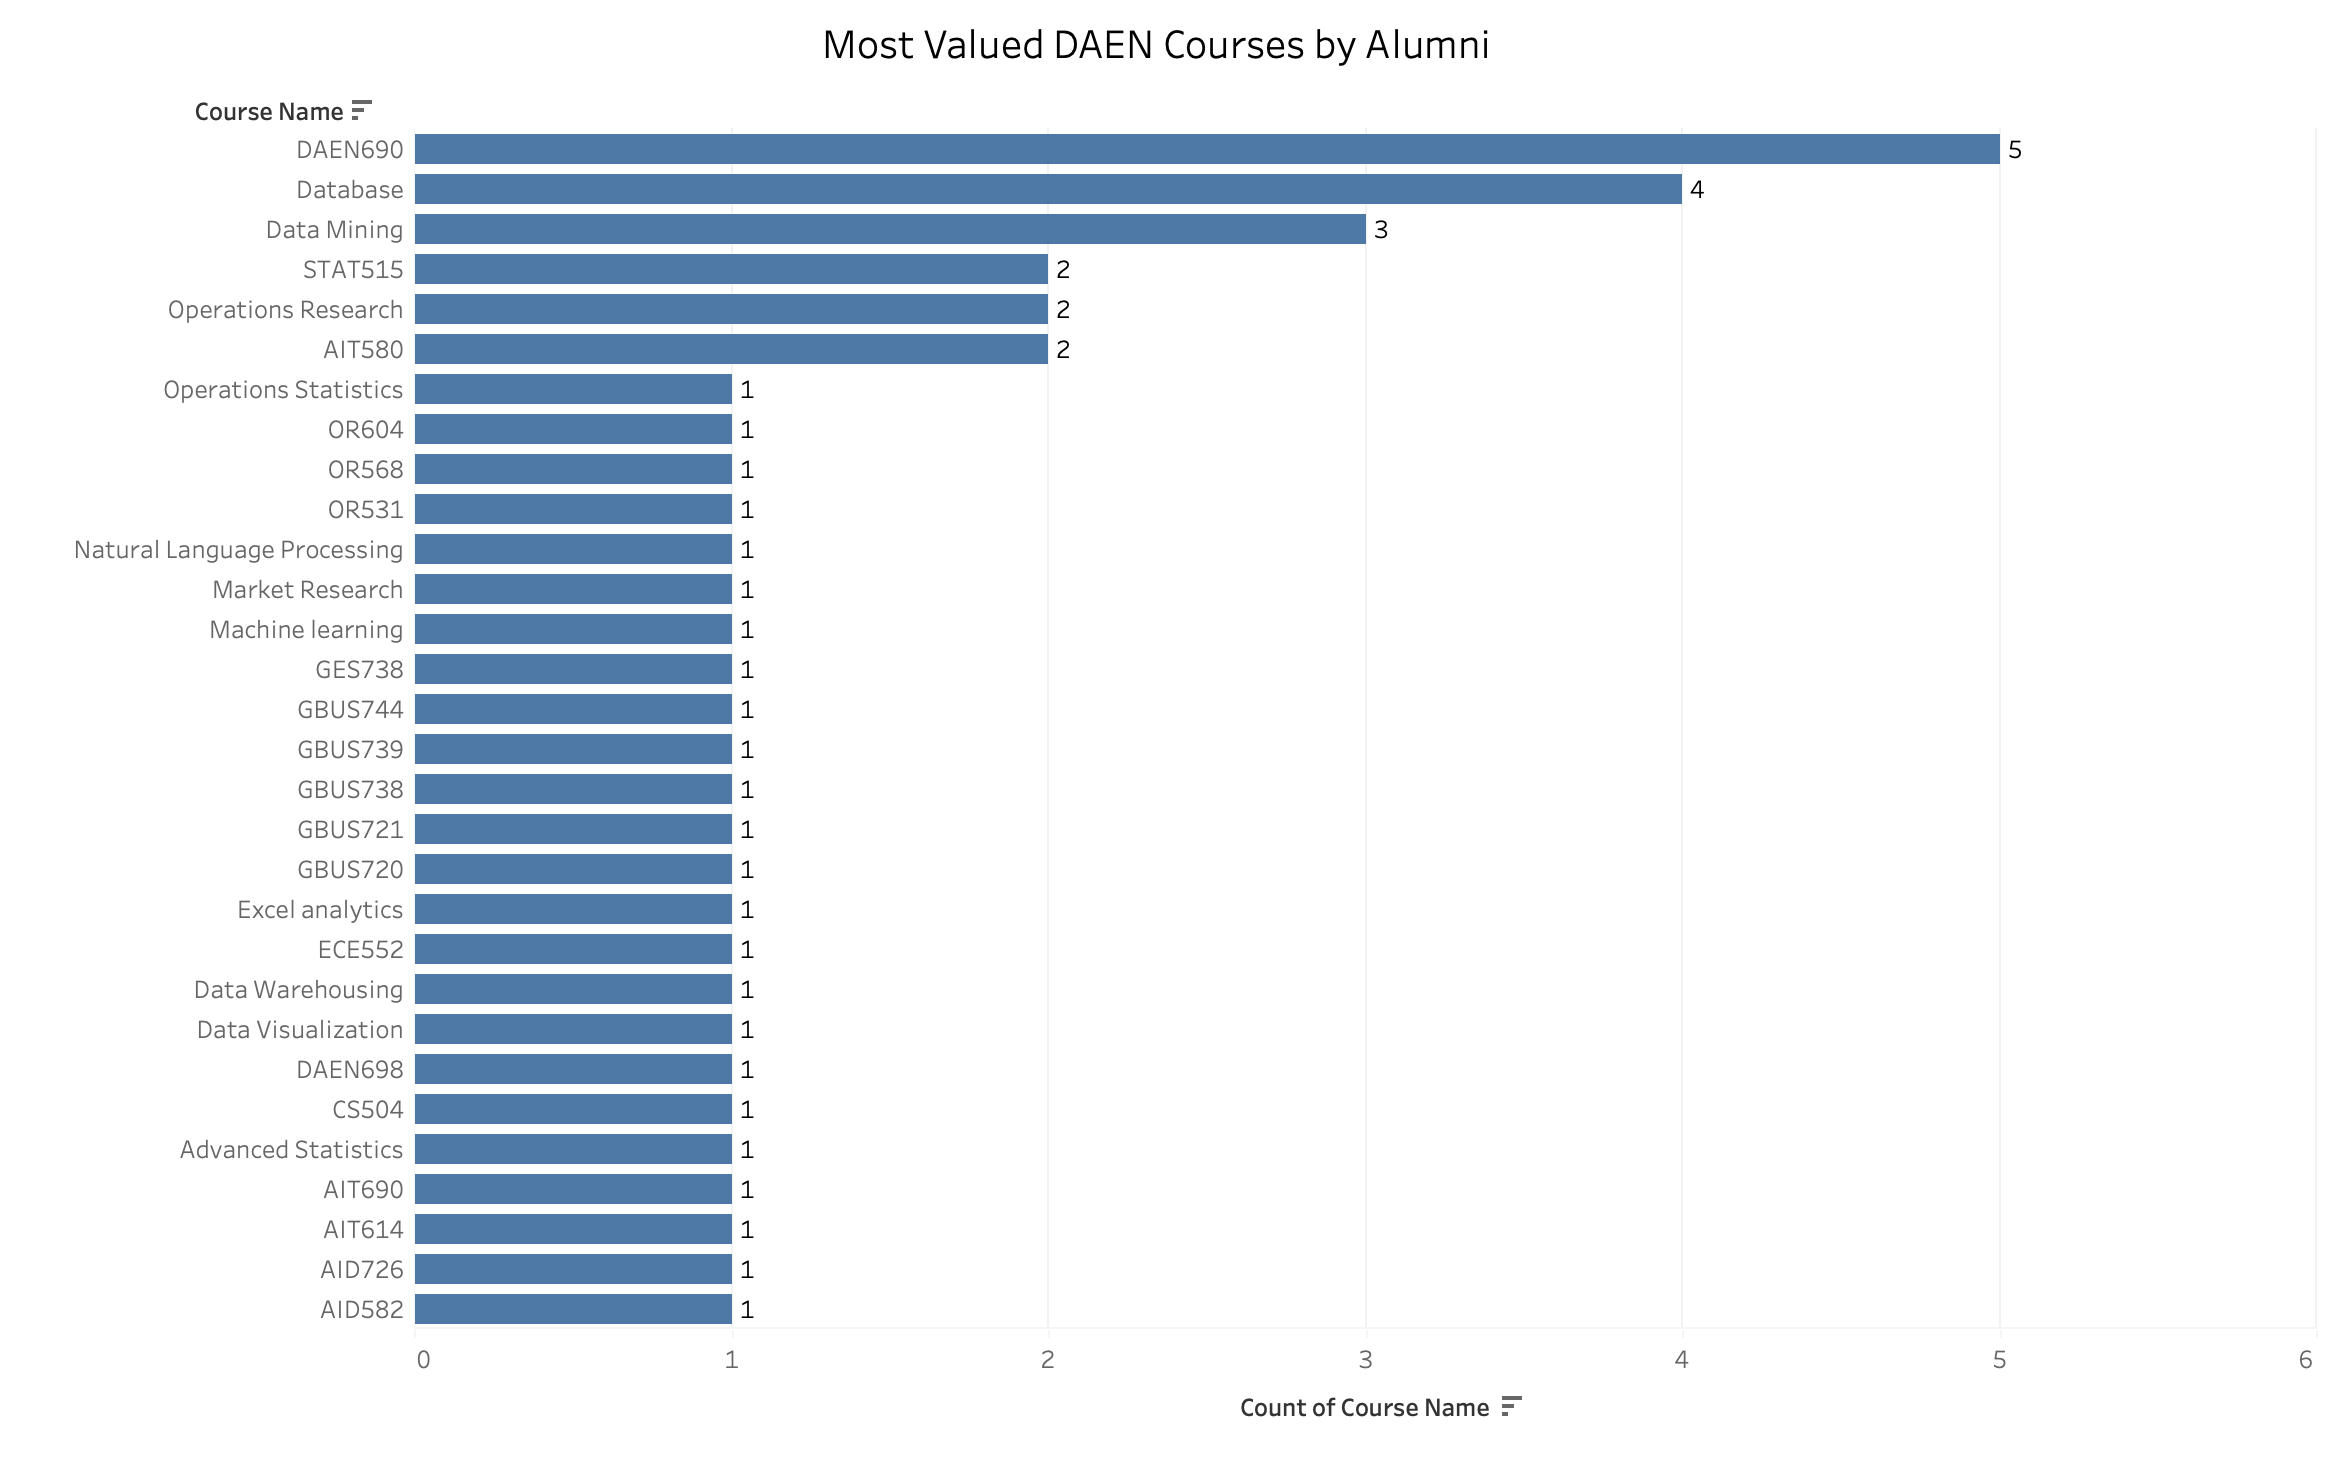 Most Valued DAEN Courses by Alumni
Course Name
DAEN690 5
Database 4
Data Mining 3
STAT515 2
Operations Research 2
AIT580 2
Operations Statistics 1
OR604 1
OR568 1
OR531 1
Natural Language Processing 1
Market Research 1
Machine learning 1
GES738 1
GBUS744 1
GBUS739 1
GBUS738 1
GBUS721 1
GBUS720 1
Excel analytics 1
ECE552 1
Data Warehousing 1
Data Visualization 1
DAEN698 1
CS504 1
Advanced Statistics 1
AIT690 1
AIT614 1
AID726 1
AID582 1
0 1 2 3 4 5 6
Count of Course Name